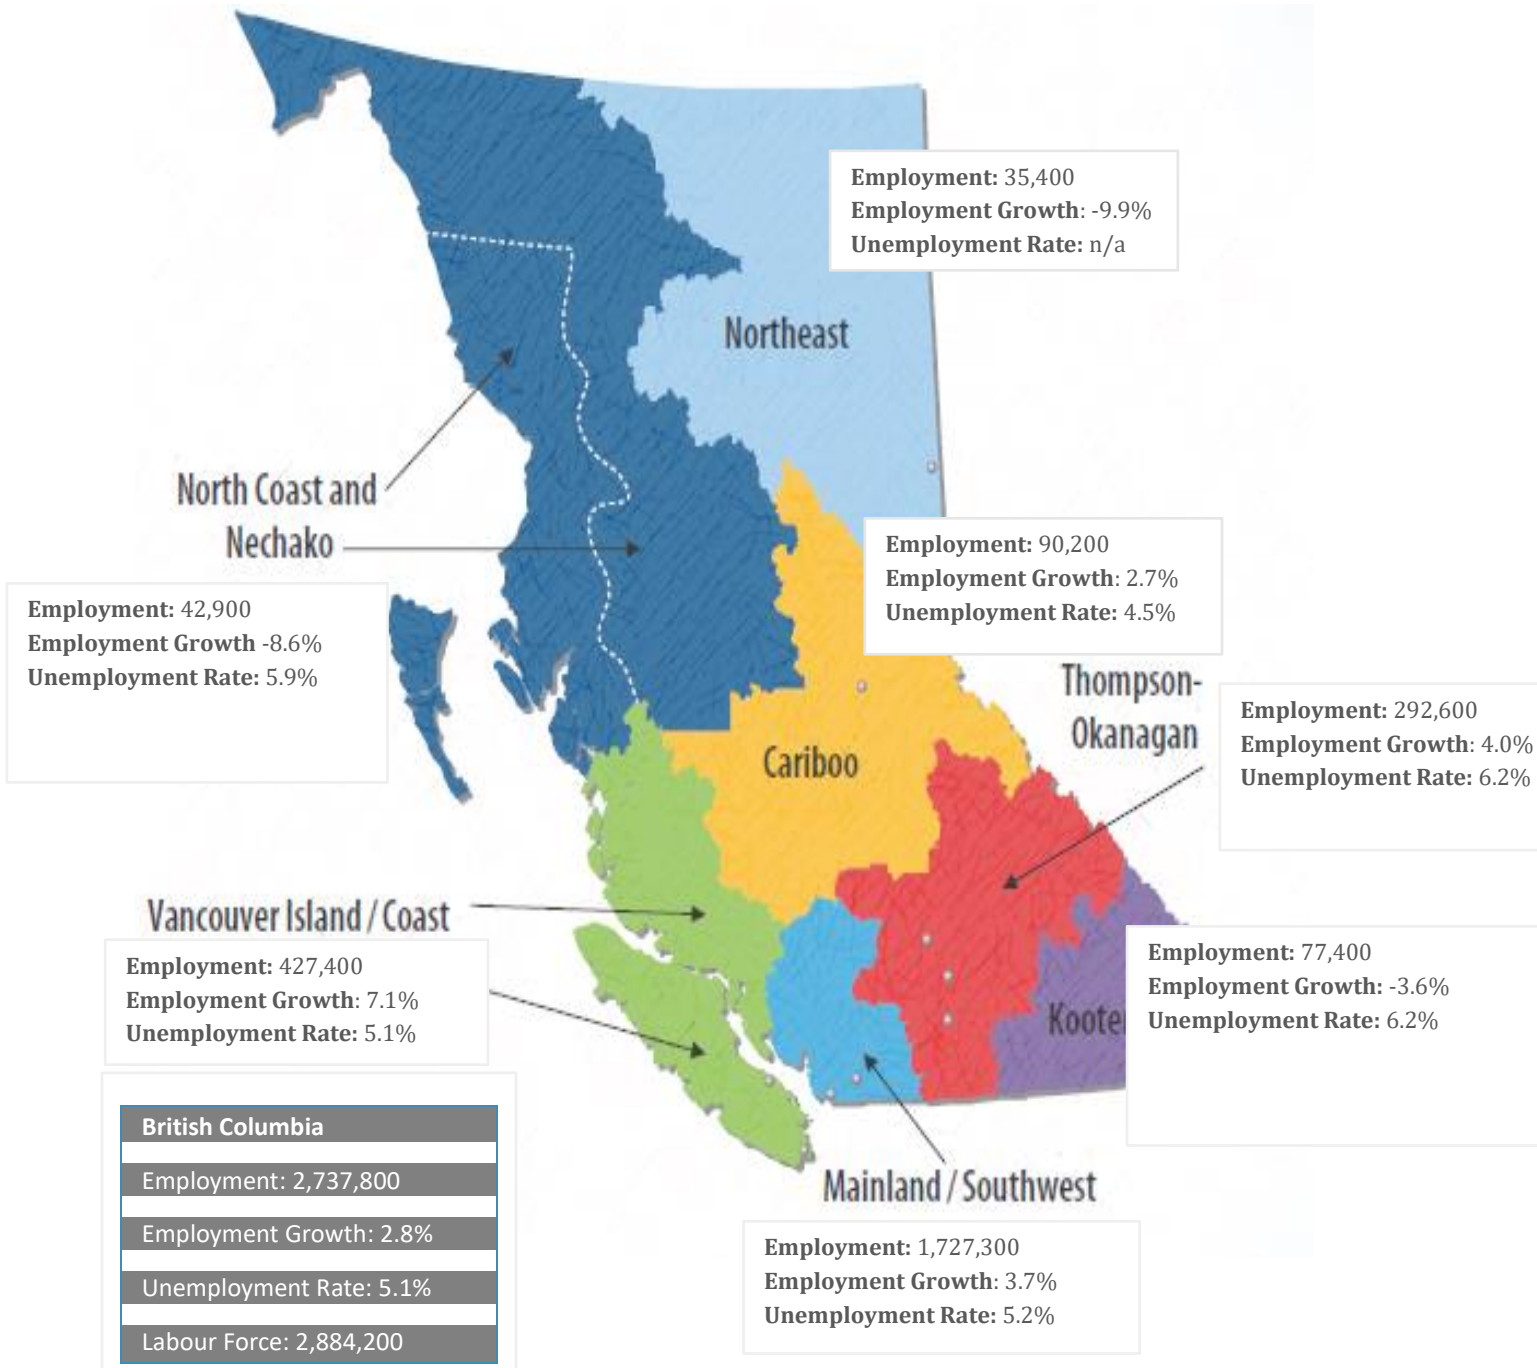 Employment: 35,400
Employment Growth: -9.9%
Unemployment Rate: n/a
Northeast
North Coast and
Nechako
Employment: 42,900
Employment Growth -8.6%
Unemployment Rate: 5.9%
Employment: 90,200
Employment Growth: 2.7%
Unemployment Rate: 4.5%
Cariboo
Thompson-
Okanagan
Employment: 292,600
Employment Growth: 4.0%
Unemployment Rate: 6.2%
Vancouver Island / Coast
Employment: 427,400
Employment Growth: 7.1%
Unemployment Rate: 5.1%
Koote
Employment: 77,400
Employment Growth: -3.6%
Unemployment Rate: 6.2%
Mainland / Southwest
Employment: 1,727,300
Employment Growth: 3.7%
Unemployment Rate: 5.2%
British Columbia
Employment: 2,737,800
Employment Growth: 2.8%
Unemployment Rate: 5.1%
Labour Force: 2,884,200